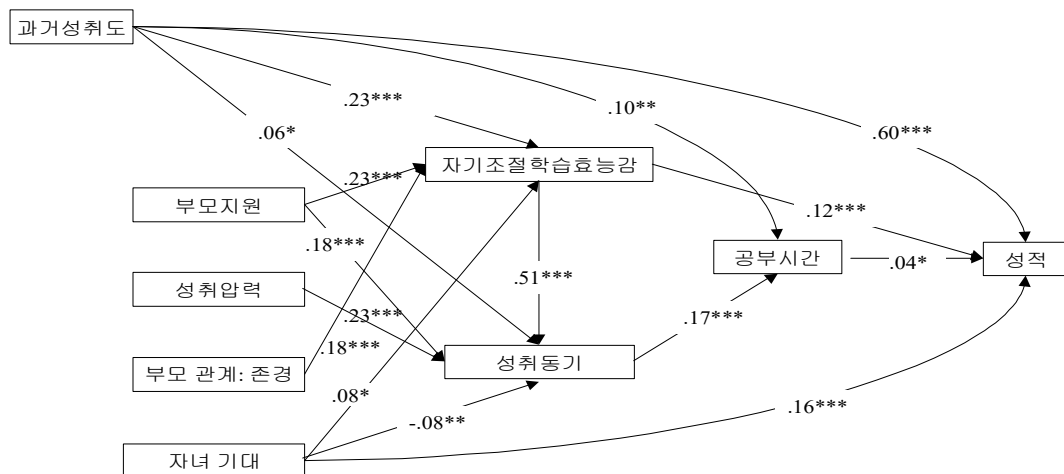 과거성취도
.23***
.10**
.06*
.60***
자기조절학습효능감
.23***
부모지원
.12***
.18***
공부시간
.04*
성적
.51***
성취압력
.23***
.17***
.18***
부모 관계: 존경
성취동기
.08*
-.08**
.16***
자녀 기대